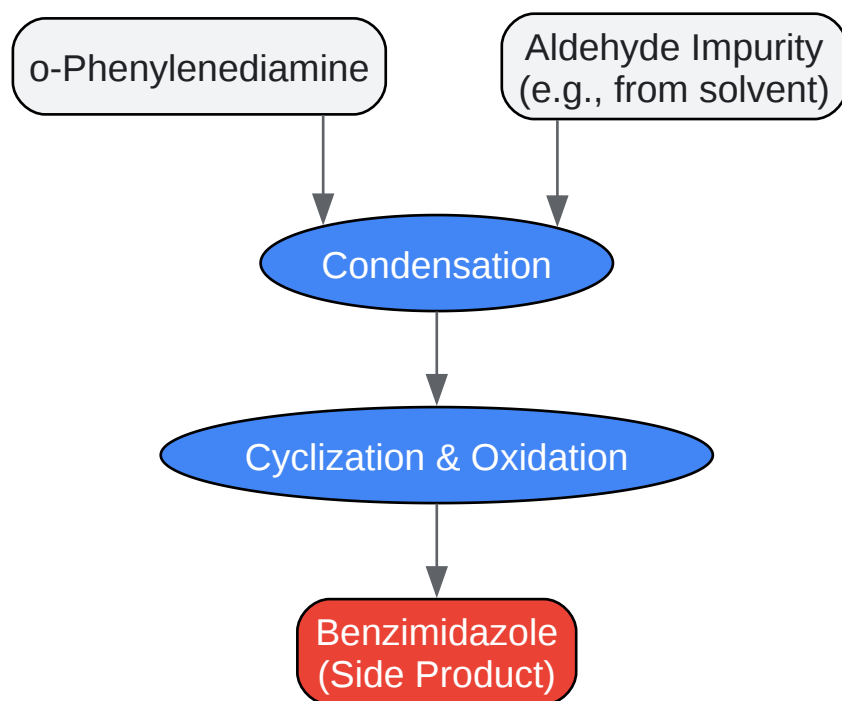 o-Phenylenediamine
Aldehyde Impurity
(e.g., from solvent)
Condensation
Cyclization & Oxidation
Benzimidazole
(Side Product)